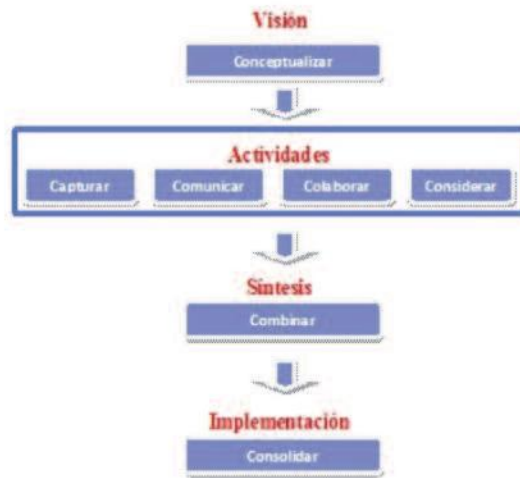 Visión
Conceptualizar
Actividades
Capturar Comunicar Colaborar Considerar
Síntesis
Combinar
Implementación
Consolidar